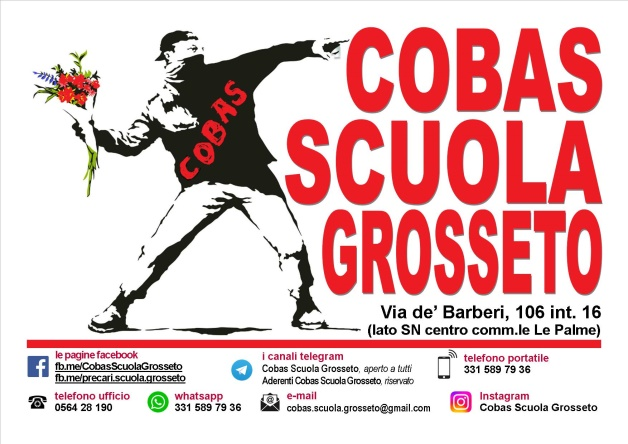 COBAS
SCUOLA
GROSSETO
COBAS
Via de' Barberi, 106 int. 16
(lato SN centro comm.le Le Palme)
le pagine facebook
fb.me/CobasScuolaGrosseto
fb.me/precari.scuola.grosseto
i canali telegram
Cobas Scuola Grosseto, aperto a tutti
Aderenti Cobas Scuola Grosseto, riservato
telefono portatile
331 589 79 36
telefono ufficio
0564 28 190
whatsapp
331 589 79 36
e-mail
cobas.scuola.grosseto@gmail.com
Instagram
Cobas Scuola Grosseto